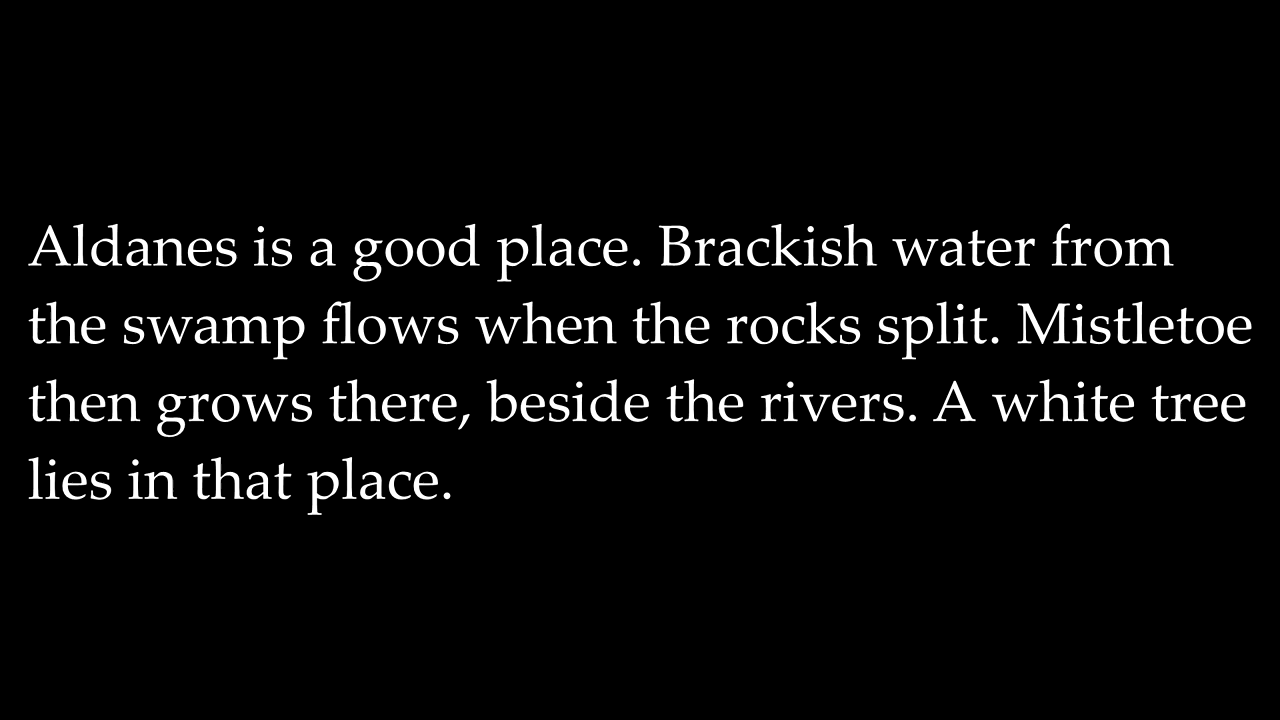 Aldanes is a good place. Brackish water from
the swamp flows when the rocks split. Mistletoe
then grows there, beside the rivers. A white tree
lies in that place.